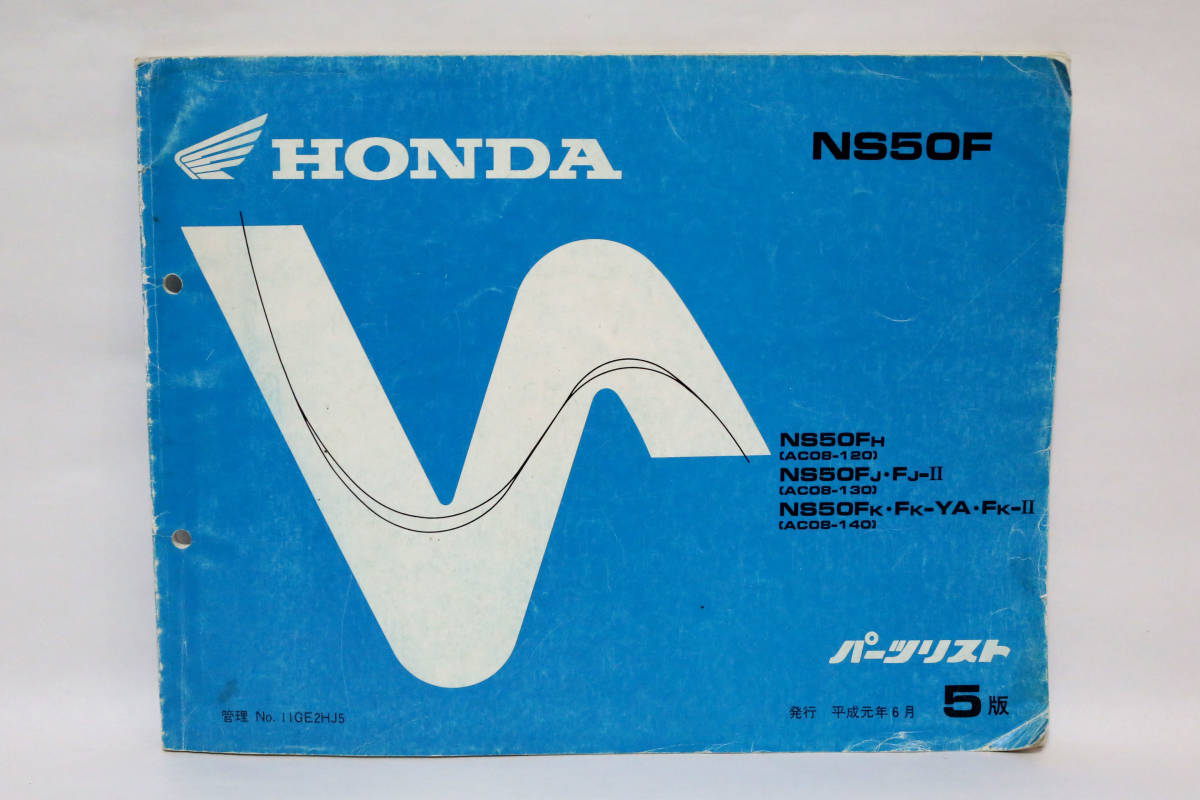 HONDA
NS50F
NS50FH
(AC08-120)
NS50FJ・FJ-II
(AC08-130)
NS50FK・FK-YA・FK-II
(AC08-140)
パーツリスト
管理 No. 11GE2HJ5
発行 平成元年6月 5版